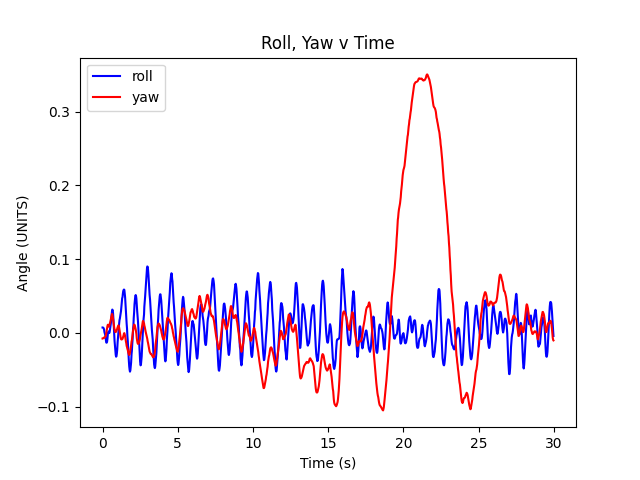 Roll, Yaw v Time
roll
yaw
Angle (UNITS)
0.3
0.2
0.1
0.0
−0.1
0 5 10 15 20 25 30
Time (s)